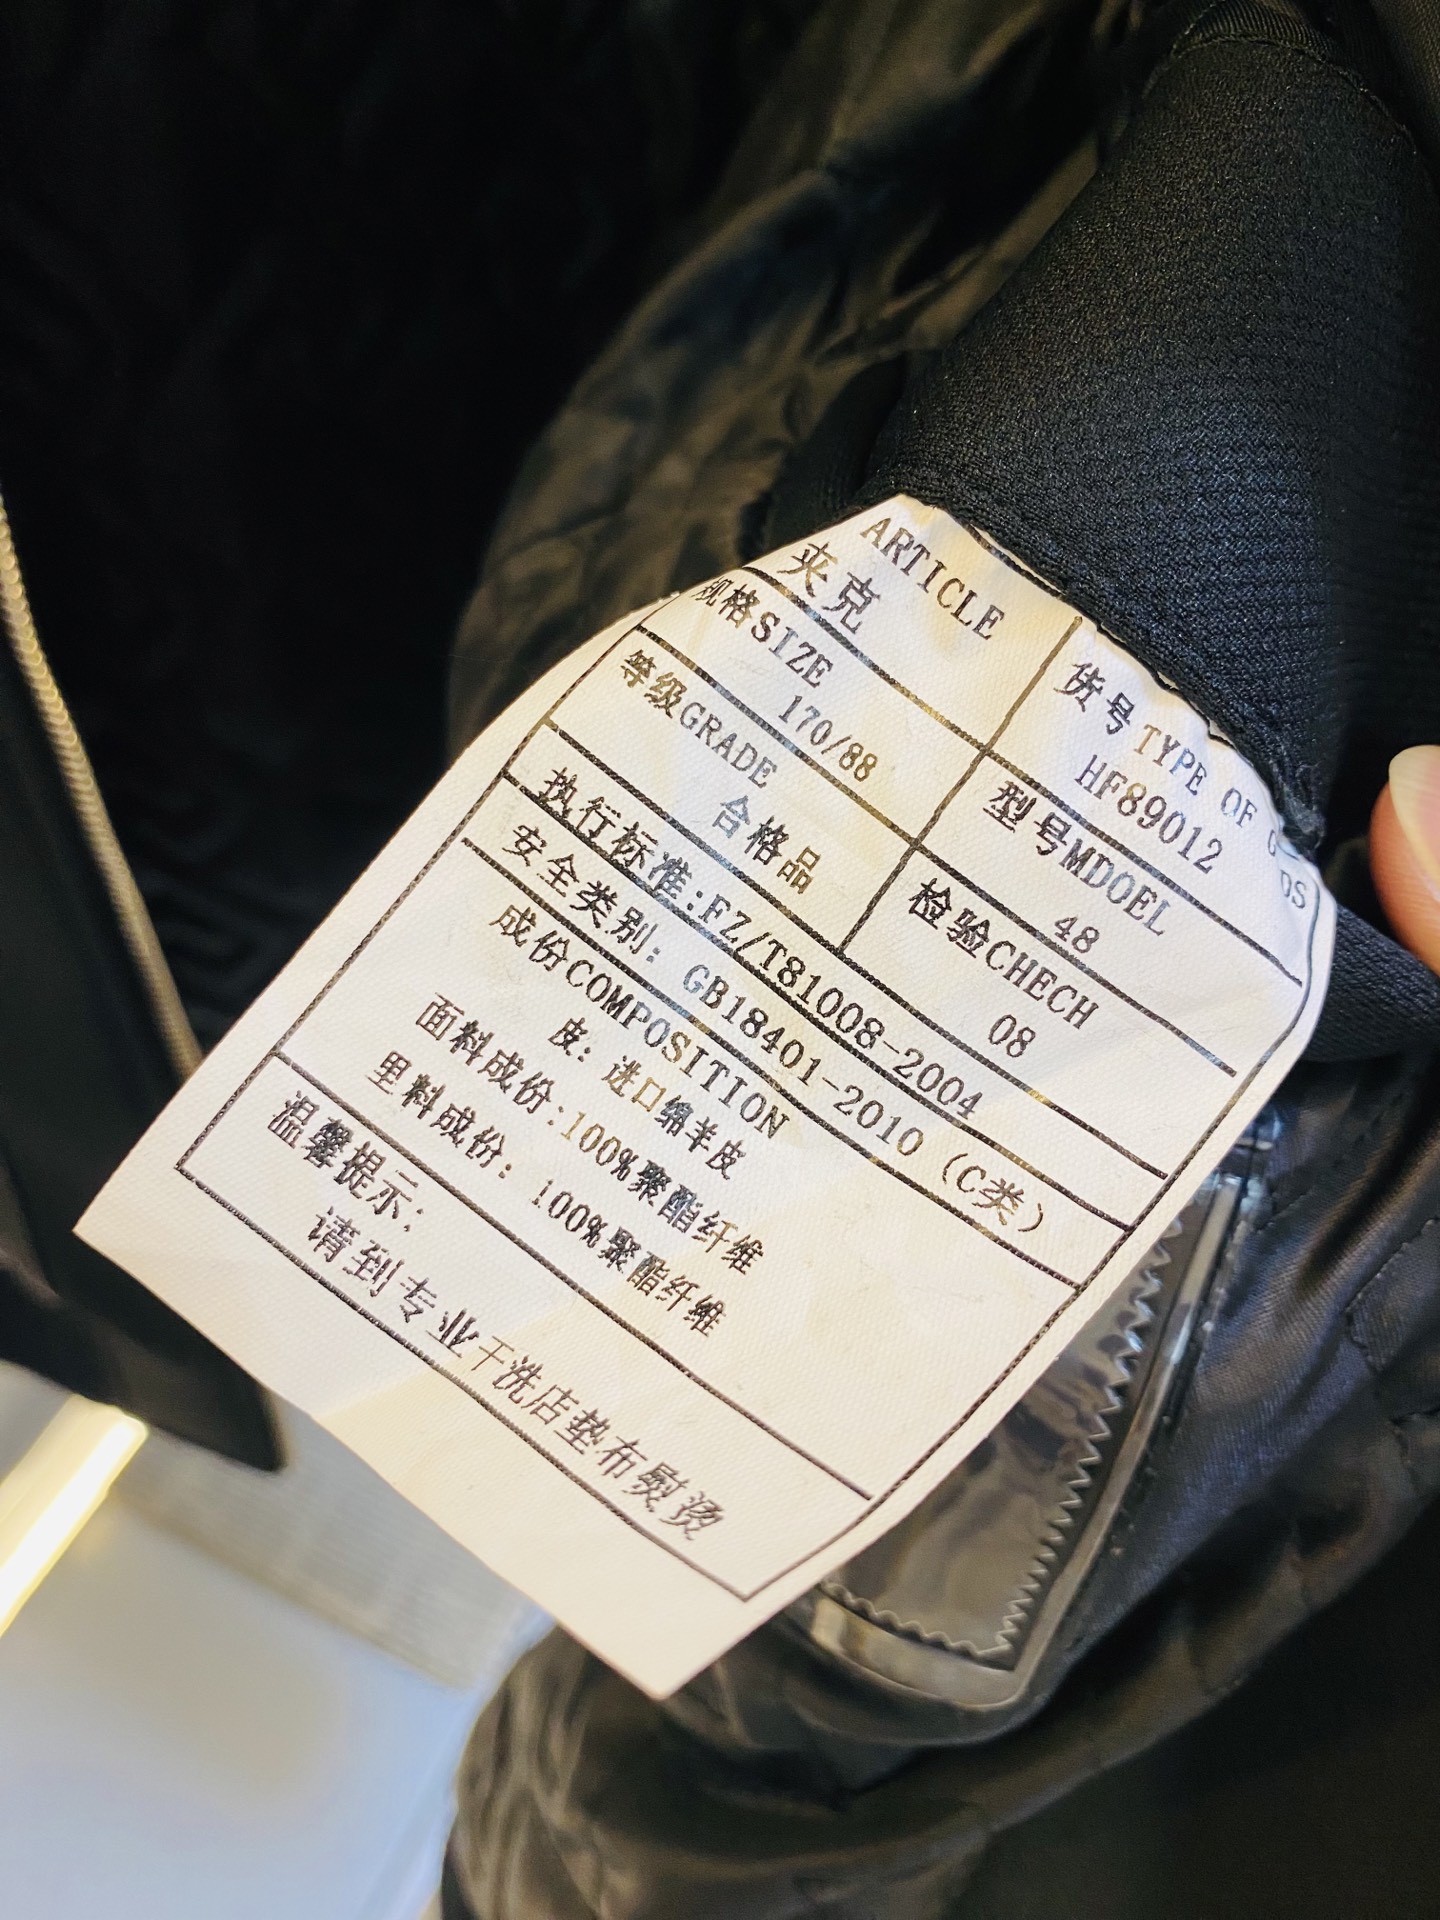 ARTICLE
夹克
货号TYPE OF G DS
HF89012
规格SIZE
170/88
型号MDOEL
48
等级GRADE
合格品
检验CHECH
08
执行标准:FZ/T81008-2004
安全类别: GB18401-2010 (C类)
成份COMPOSITION
皮: 进口绵羊皮
面料成份:100%聚酯纤维
里料成份: 100%聚酯纤维
温馨提示:
请到专业干洗店垫布熨烫